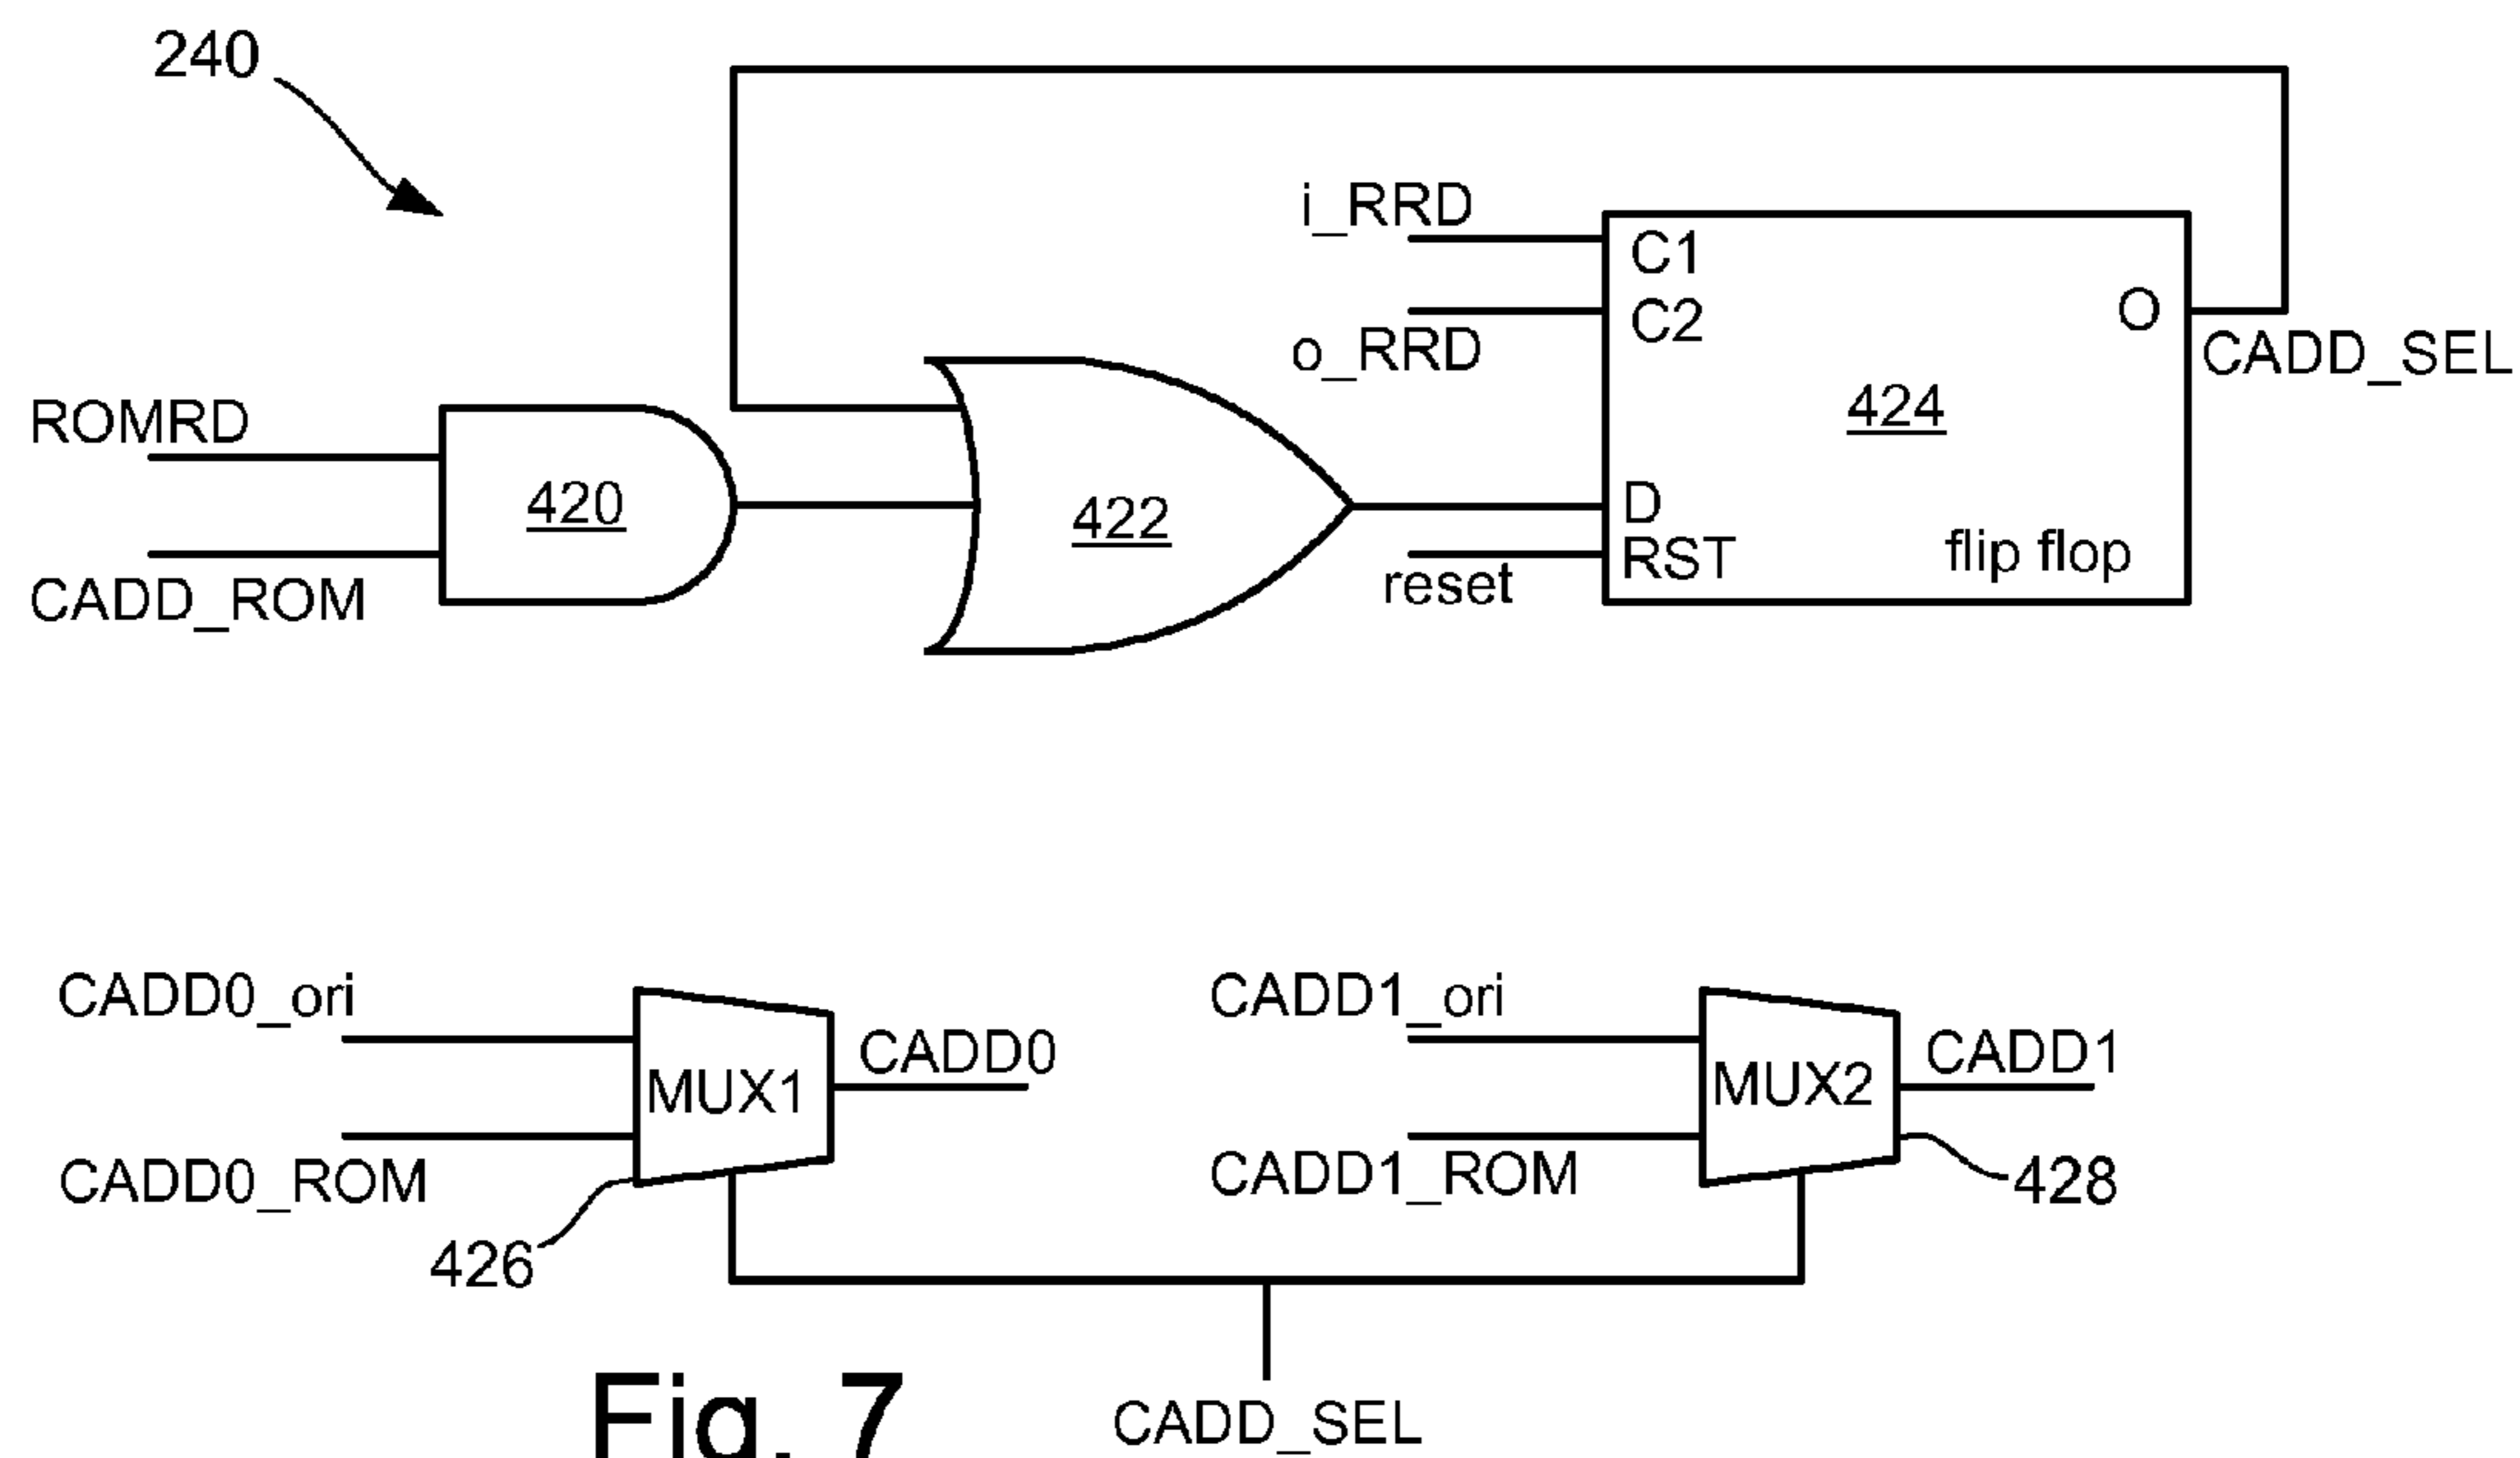 240
i_RRD
C1
C2
o_RRD
O
CADD_SEL
424
ROMRD
420
CADD_ROM
422
D
RST
reset
flip flop
CADD0_ori
MUX1
CADD0
CADD0_ROM
426
CADD1_ori
MUX2
CADD1
CADD1_ROM
428
CADD_SEL
Fig. 7